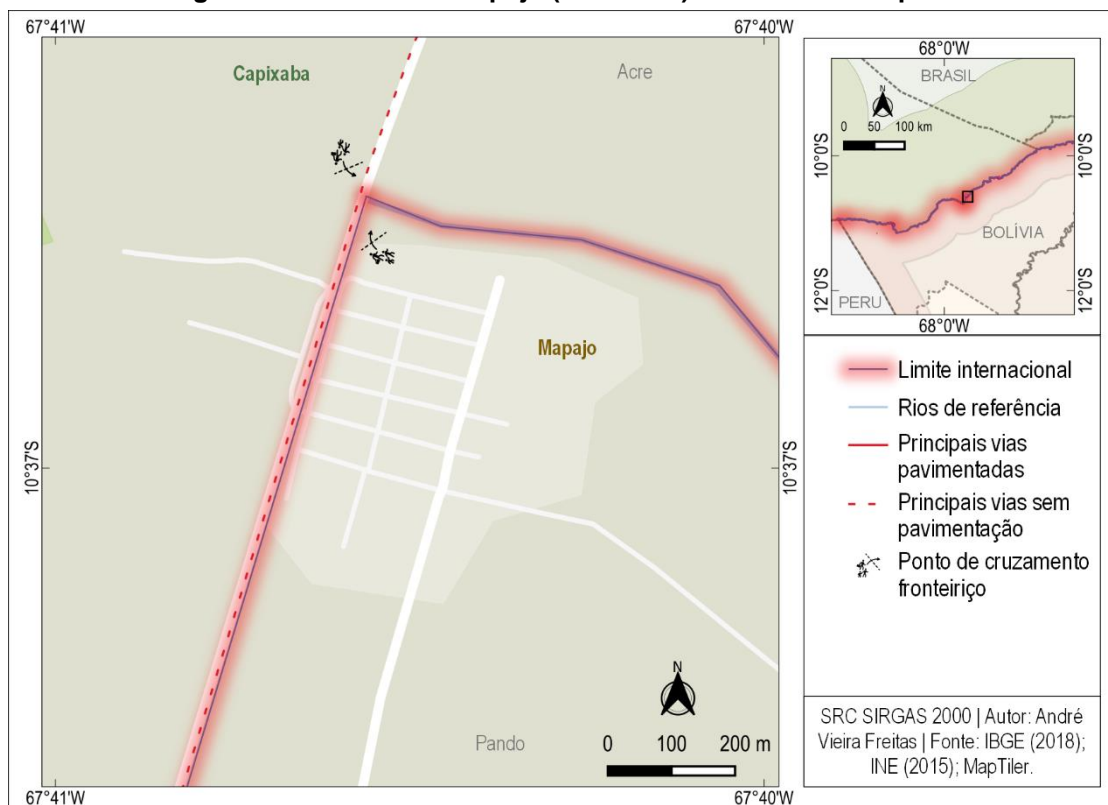 67°41'W
67°40'W
Capixaba
Acre
Mapajo
10°37'S
10°37'S
Pando
N
0 100 200 m
67°41'W
67°40'W
68°0'W
BRASIL
N
0 50 100 km
10°0'S
10°0'S
BOLÍVIA
12°0'S
12°0'S
PERU
68°0'W
Limite internacional
Rios de referência
Principais vias
pavimentadas
Principais vias sem
pavimentação
Ponto de cruzamento
fronteiriço
SRC SIRGAS 2000 | Autor: André
Vieira Freitas | Fonte: IBGE (2018);
INE (2015); MapTiler.